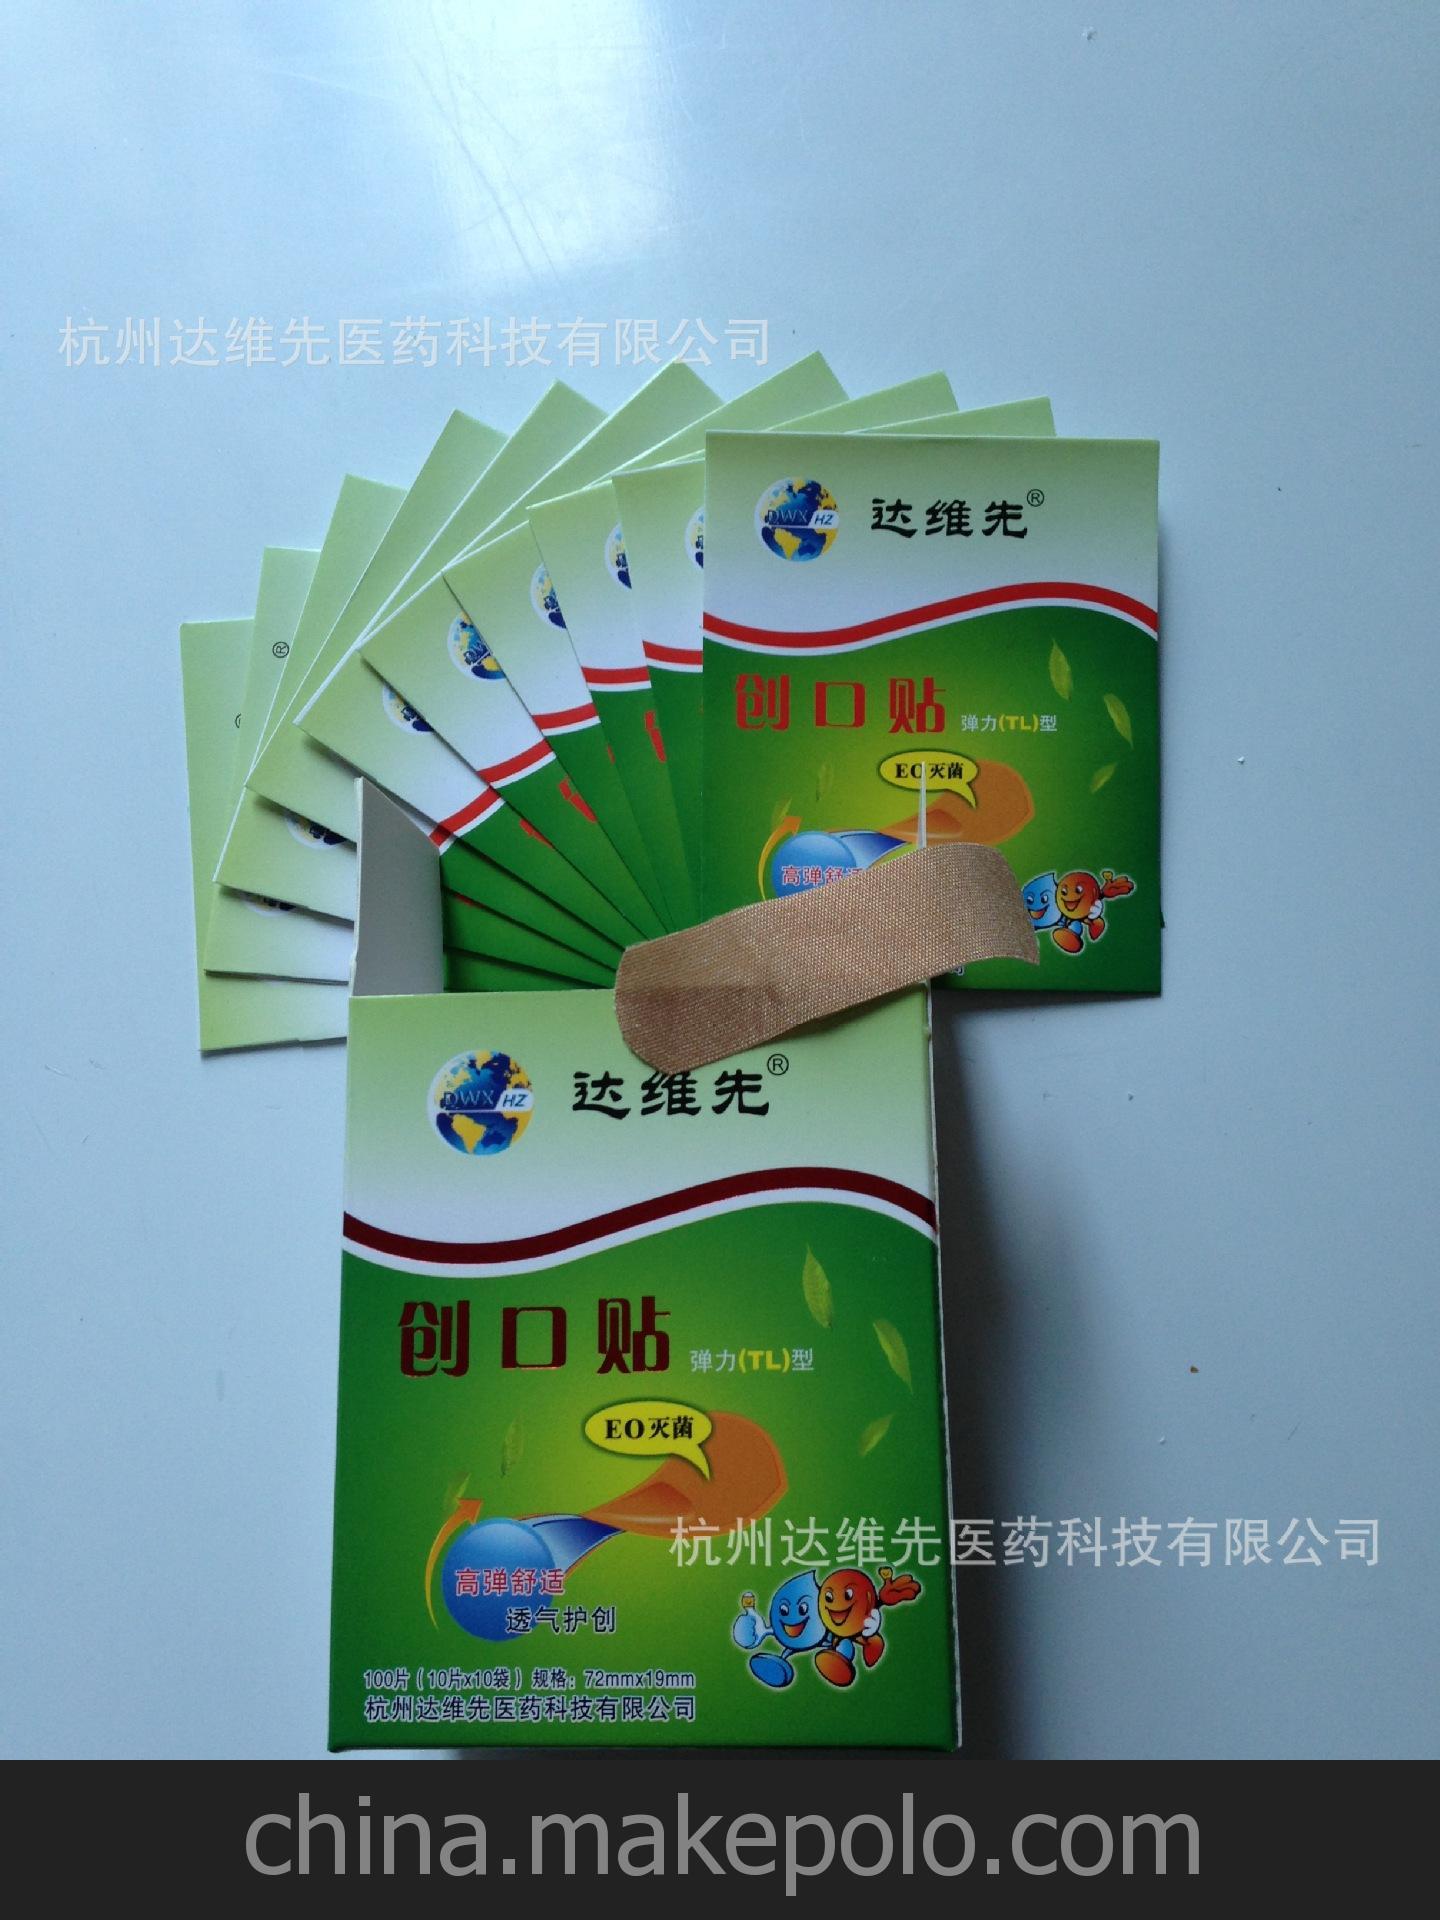 杭州达维先医药科技有限公司
DWX HZ 达维先®
创口贴 弹力(TL)型
EO灭菌
高弹舒适
®
DWX HZ 达维先®
创口贴 弹力(TL)型
EO灭菌
杭州达维先医药科技有限公司
高弹舒适
透气护创
100片(10片x10袋) 规格:72mmx19mm
杭州达维先医药科技有限公司
china.makepolo.com